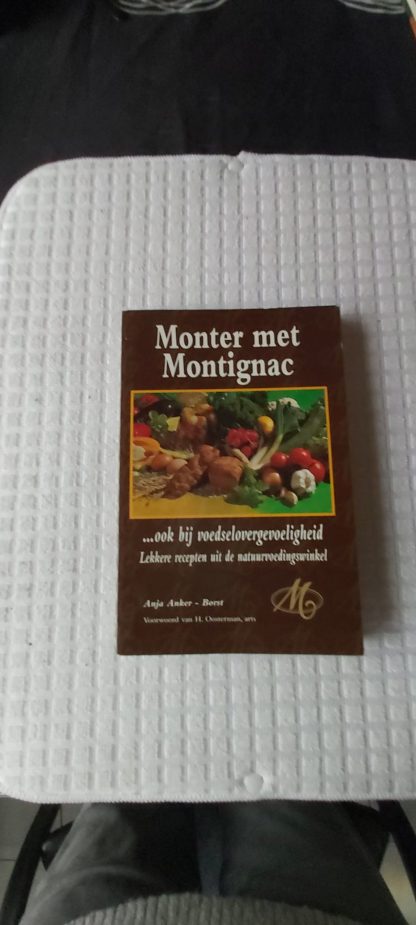 Monter met
Montignac
...ook bij voedselovergevoeligheid
Lekkere recepten uit de natuurvoedingswinkel
M
Anja Anker - Borst
Voorwoord van H. Oosterman, arts